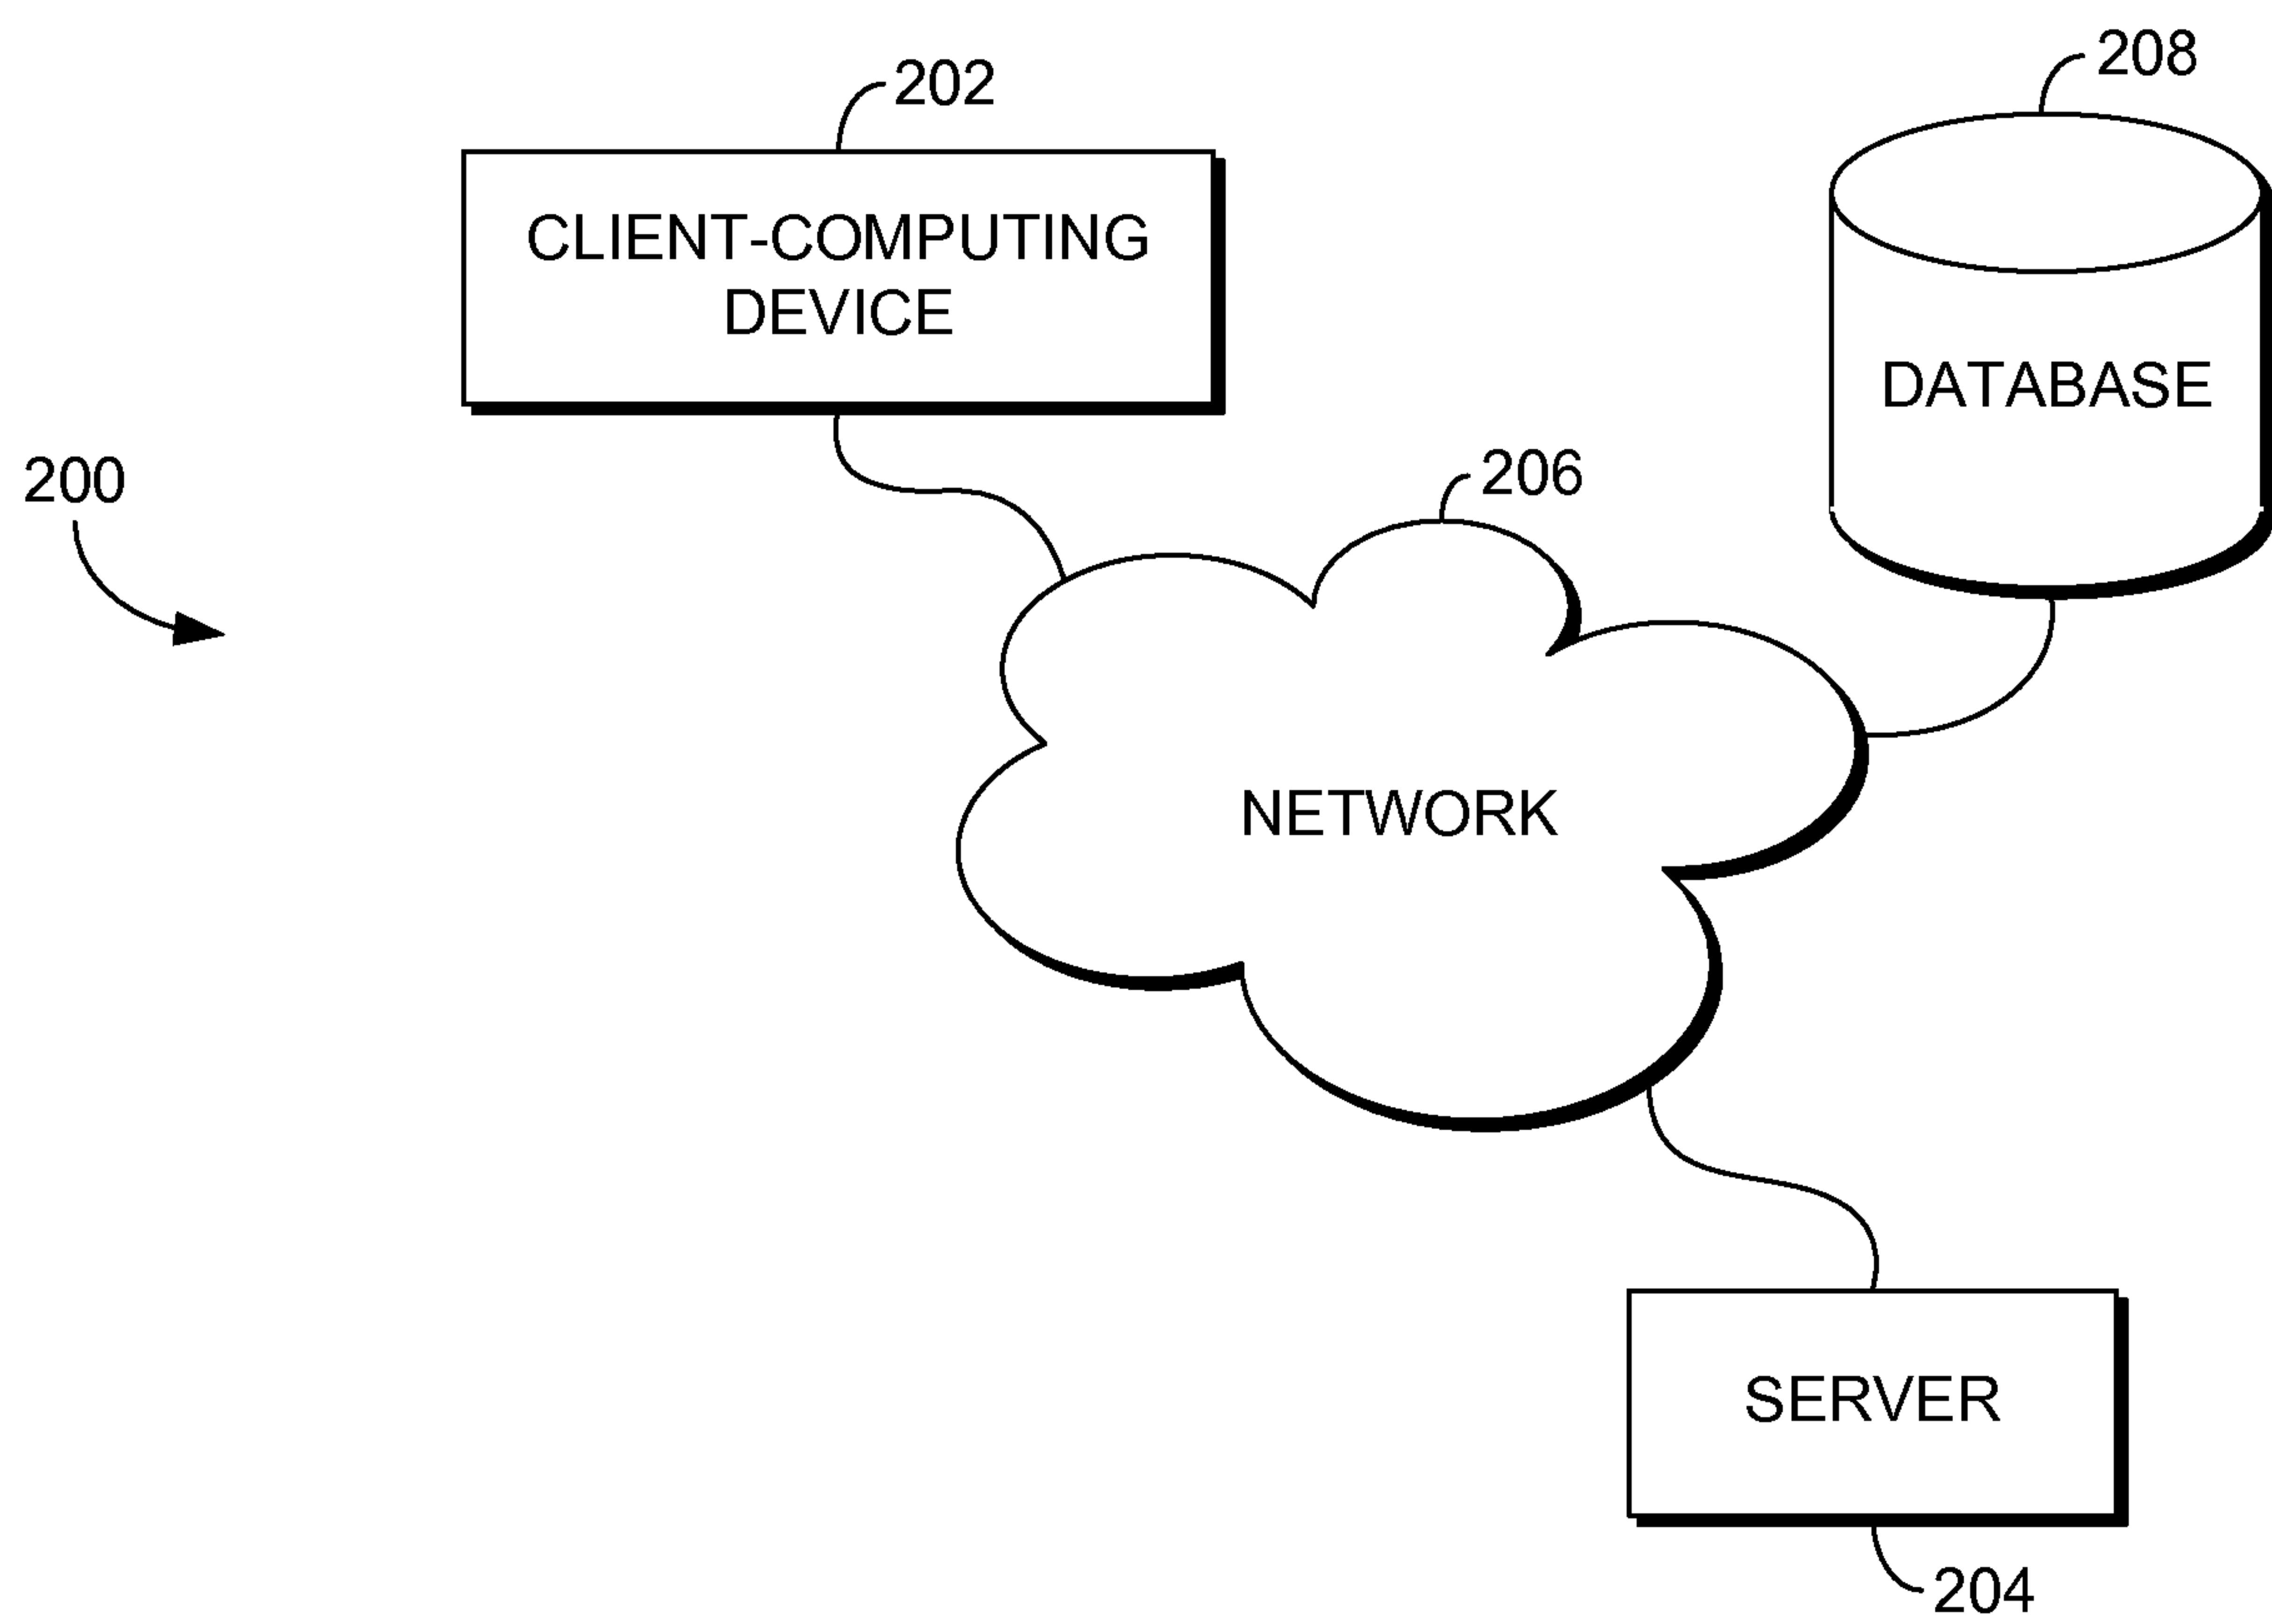 208
202
CLIENT-COMPUTING
DEVICE
DATABASE
200
206
NETWORK
SERVER
204